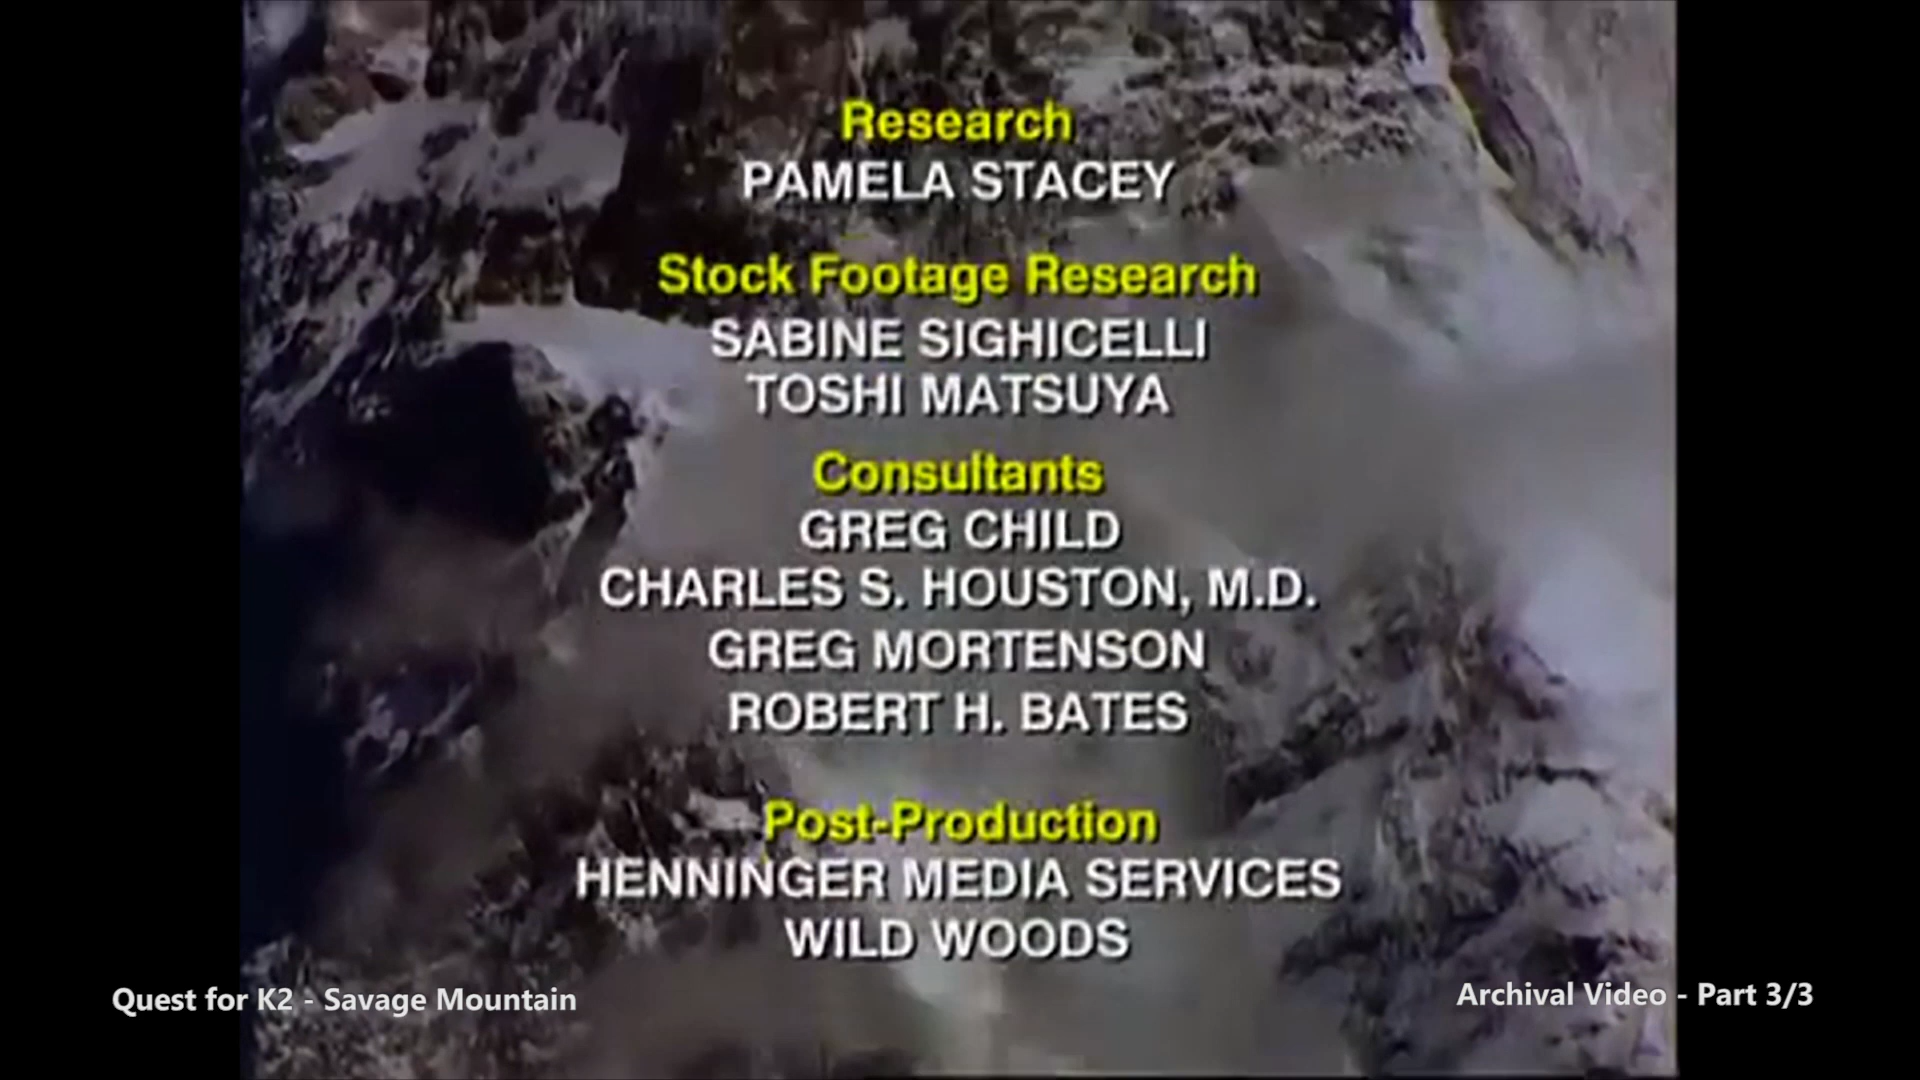 Research
PAMELA STACEY
Stock Footage Research
SABINE SIGHICELLI
TOSHI MATSUYA
Consultants
GREG CHILD
CHARLES S. HOUSTON, M.D.
GREG MORTENSON
ROBERT H. BATES
Post-Production
HENNINGER MEDIA SERVICES
WILD WOODS
Quest for K2 - Savage Mountain
Archival Video - Part 3/3